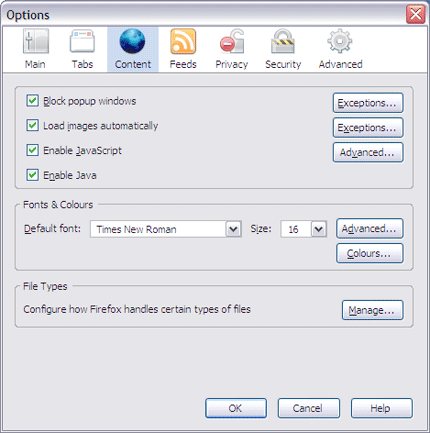 Options
Main Tabs Content Feeds Privacy Security Advanced
Block popup windows Exceptions...
Load images automatically Exceptions...
Enable JavaScript Advanced...
Enable Java
Fonts & Colours
Default font: Times New Roman Size: 16 Advanced...
Colours...
File Types
Configure how Firefox handles certain types of files Manage...
OK Cancel Help